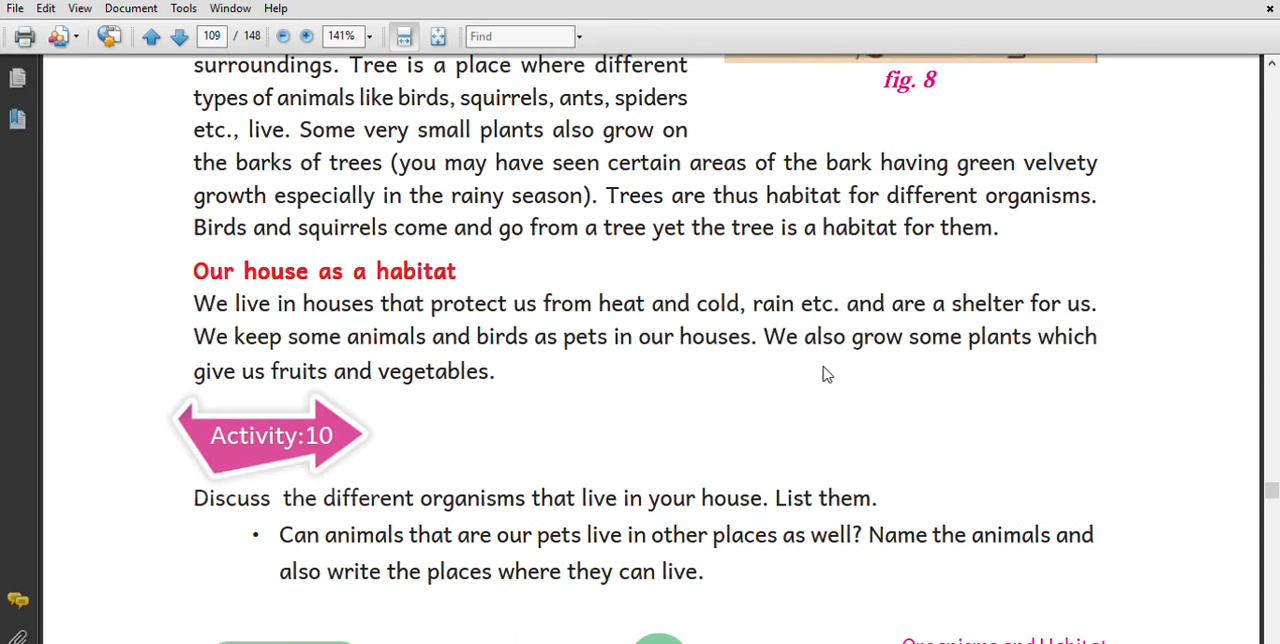 File Edit View Document Tools Window Help
109 / 148 141% Find
surroundings. Tree is a place where different
fig. 8
types of animals like birds, squirrels, ants, spiders
etc., live. Some very small plants also grow on
the barks of trees (you may have seen certain areas of the bark having green velvety
growth especially in the rainy season). Trees are thus habitat for different organisms.
Birds and squirrels come and go from a tree yet the tree is a habitat for them.
Our house as a habitat
We live in houses that protect us from heat and cold, rain etc. and are a shelter for us.
We keep some animals and birds as pets in our houses. We also grow some plants which
give us fruits and vegetables.
Activity:10
Discuss the different organisms that live in your house. List them.
• Can animals that are our pets live in other places as well? Name the animals and
also write the places where they can live.
Organisms and Habitat